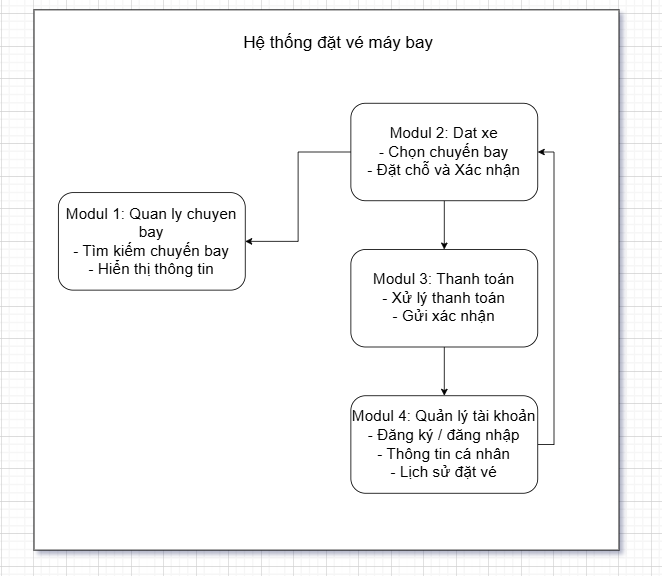 Hệ thống đặt vé máy bay
Modul 2: Dat xe
- Chọn chuyến bay
- Đặt chỗ và Xác nhận
Modul 1: Quan ly chuyen
bay
- Tìm kiếm chuyến bay
- Hiển thị thông tin
Modul 3: Thanh toán
- Xử lý thanh toán
- Gửi xác nhận
Modul 4: Quản lý tài khoản
- Đăng ký / đăng nhập
- Thông tin cá nhân
- Lịch sử đặt vé